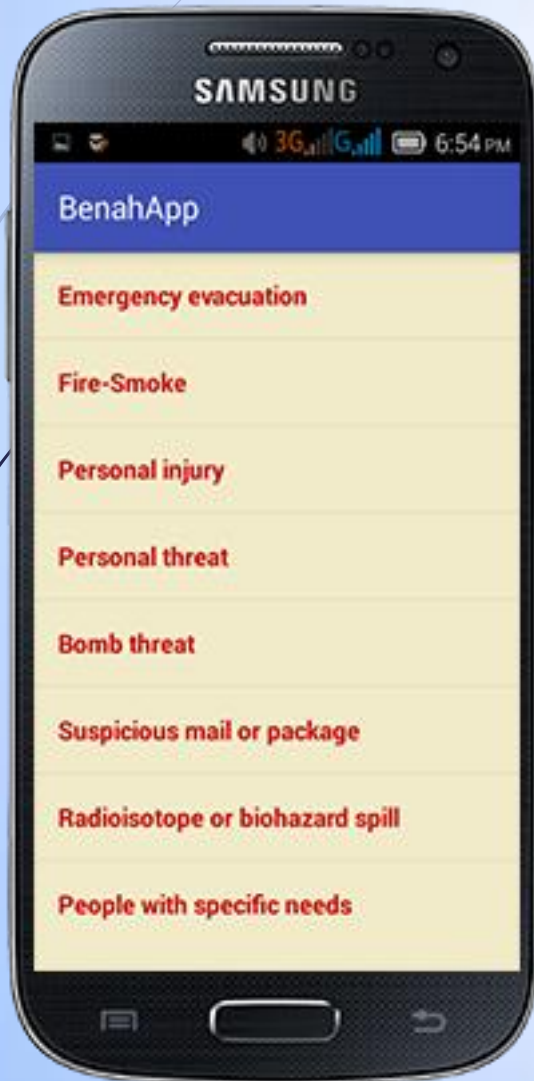 SAMSUNG
3G G 6:54 PM
BenahApp
Emergency evacuation
Fire-Smoke
Personal injury
Personal threat
Bomb threat
Suspicious mail or package
Radioisotope or biohazard spill
People with specific needs